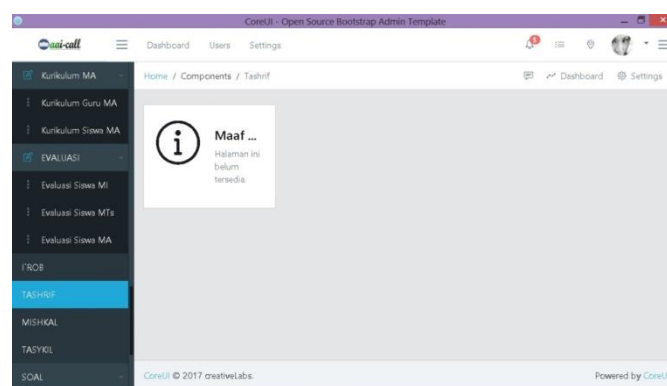 CoreUI - Open Source Bootstrap Admin Template
aai-call
Dashboard Users Settings
5
Kurikulum MA
Home / Components / Tashrif
Dashboard Settings
Kurikulum Guru MA
Kurikulum Siswa MA
EVALUASI
Evaluasi Siswa MI
Evaluasi Siswa MTs
Evaluasi Siswa MA
I'ROB
TASHRIF
MISHKAL
TASYKIL
SOAL
Maaf ...
Halaman ini
belum
tersedia.
CoreUI © 2017 creativeLabs.
Powered by CoreUI